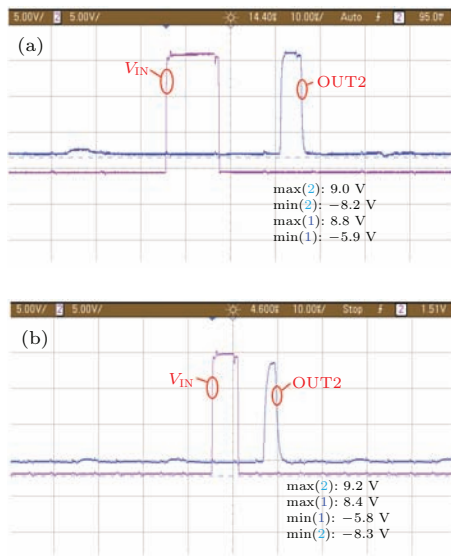 5.00V/ 2 5.00V/ 14.40% 10.00%/ Auto 2 95.0
(a)
VIN
OUT2
max(2): 9.0 V
min(2): −8.2 V
max(1): 8.8 V
min(1): −5.9 V
5.00V/ 2 5.00V/ 4.600% 10.00%/ Stop 2 1.51V
(b)
VIN
OUT2
max(2): 9.2 V
max(1): 8.4 V
min(1): −5.8 V
min(2): −8.3 V